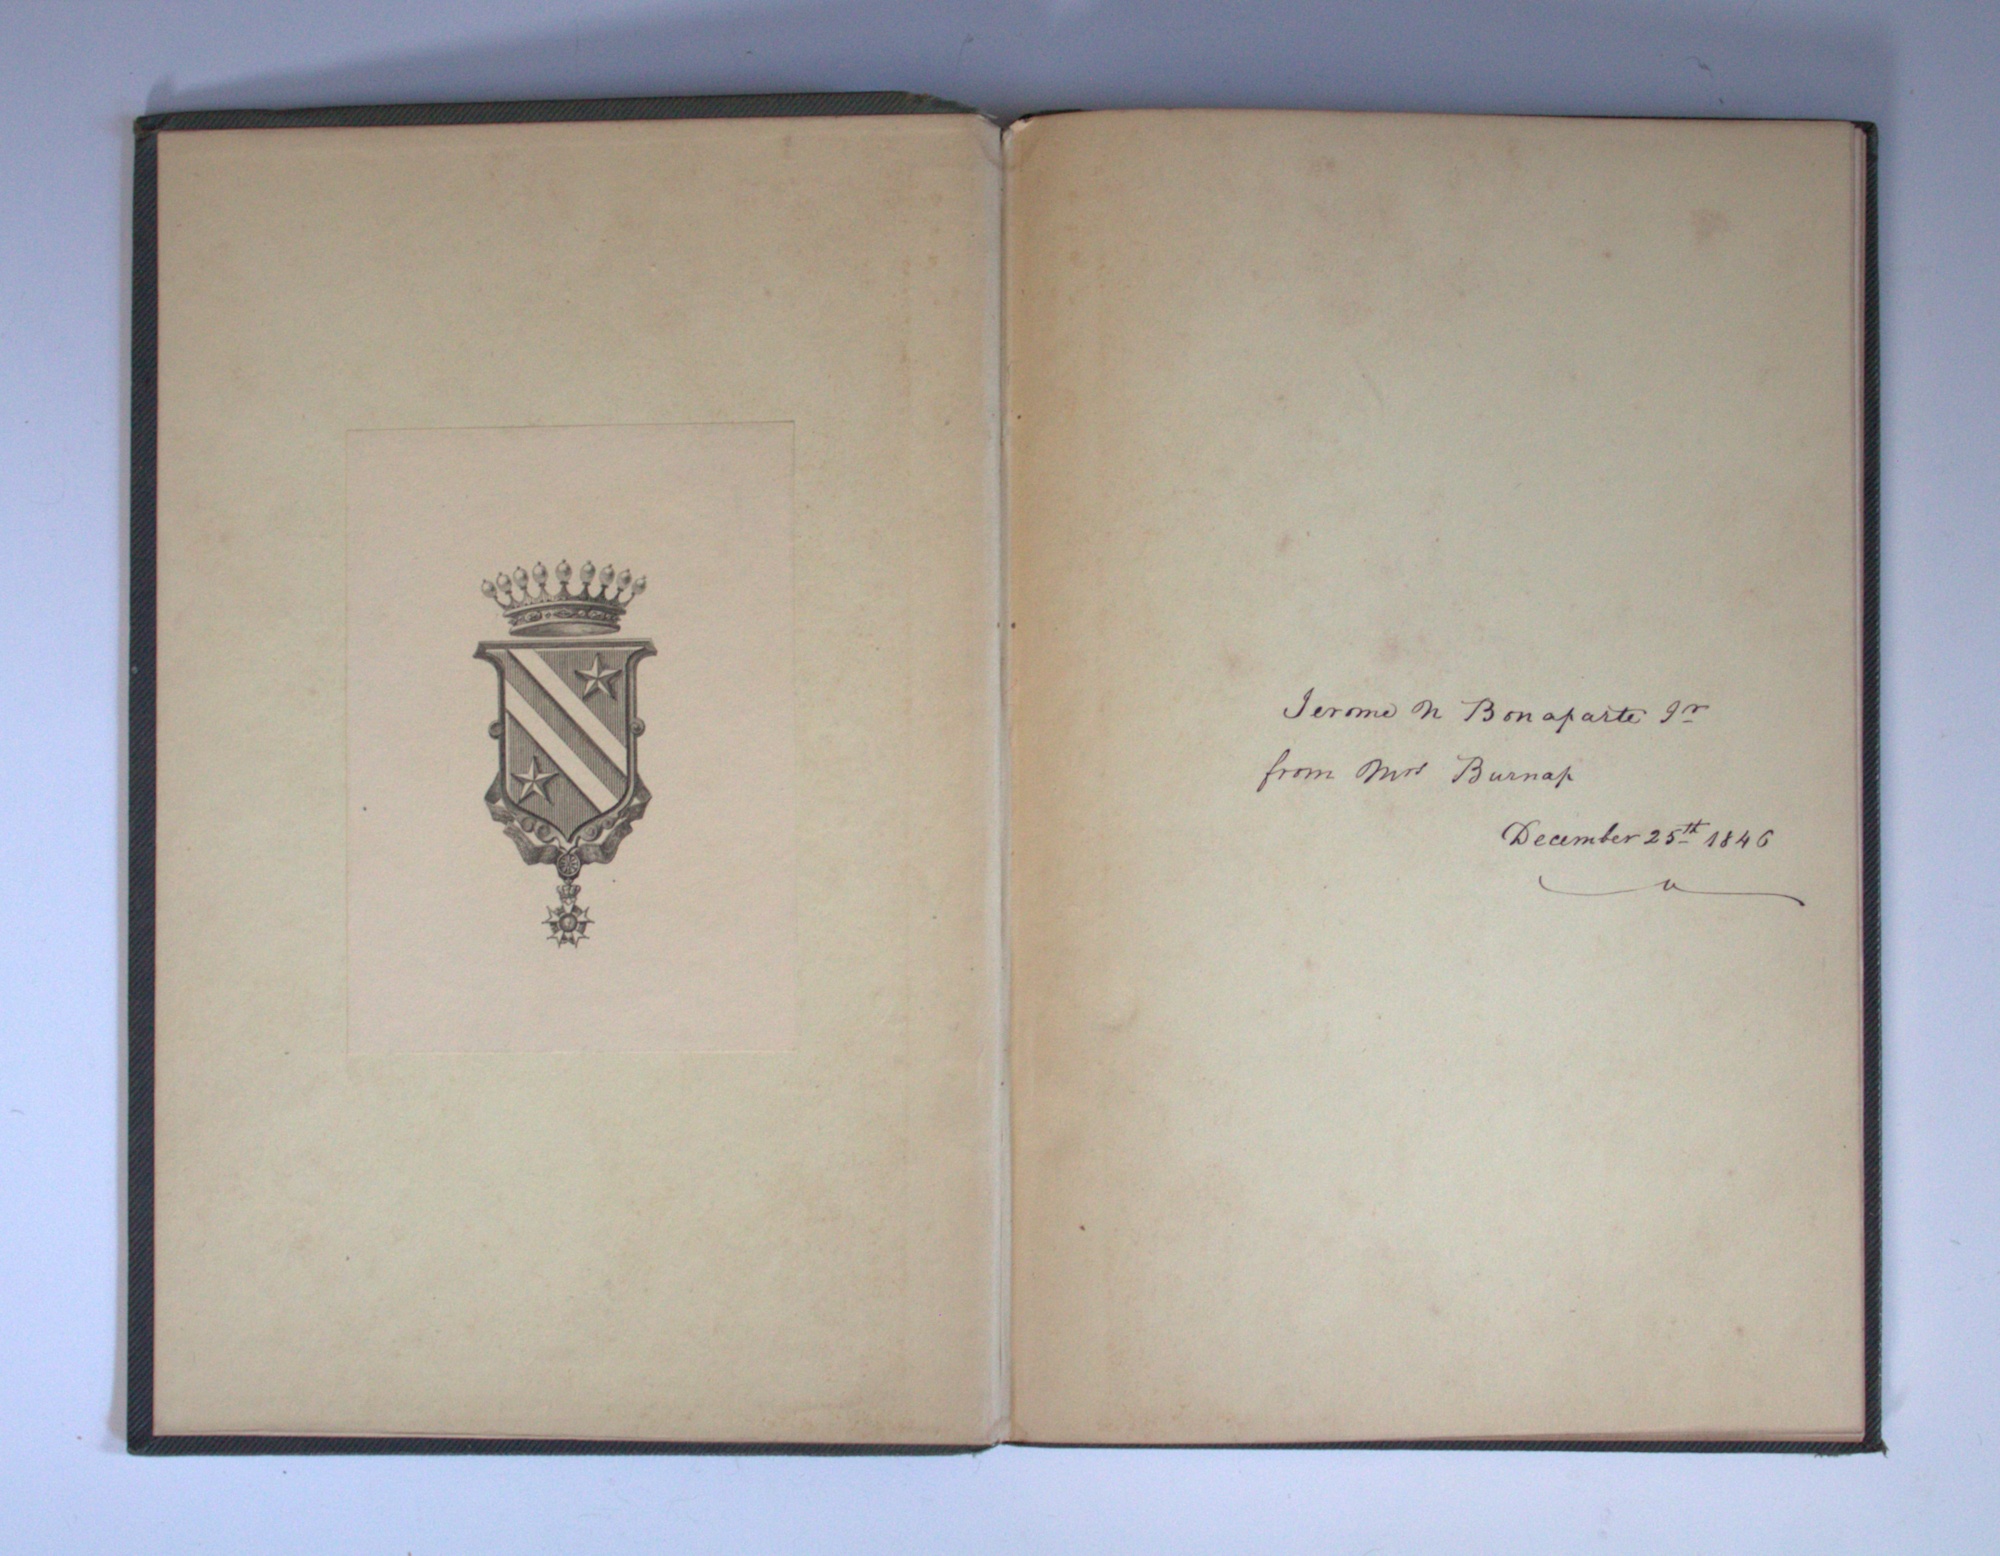 Jerome N Bonaparte Jr
from Mrs Burnap
December 25th 1846